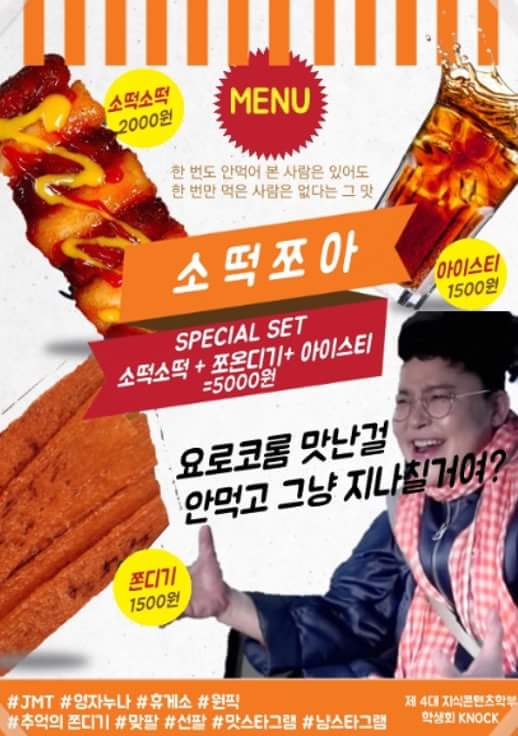 소떡소떡
2000원
MENU
한 번도 안먹어 본 사람은 있어도
한 번만 먹은 사람은 없다는 그 맛
소떡쪼아
아이스티
1500원
SPECIAL SET
소떡소떡 + 쪼온디기+ 아이스티
=5000원
요로코롬 맛난걸
안먹고 그냥 지나칠거여?
쫀디기
1500원
#JMT #영자누나 #휴게소 #원픽
#추억의 쫀디기 #맞팔 #선팔 #맛스타그램 #냠스타그램
제 4대 지식콘텐츠학부
학생회 KNOCK